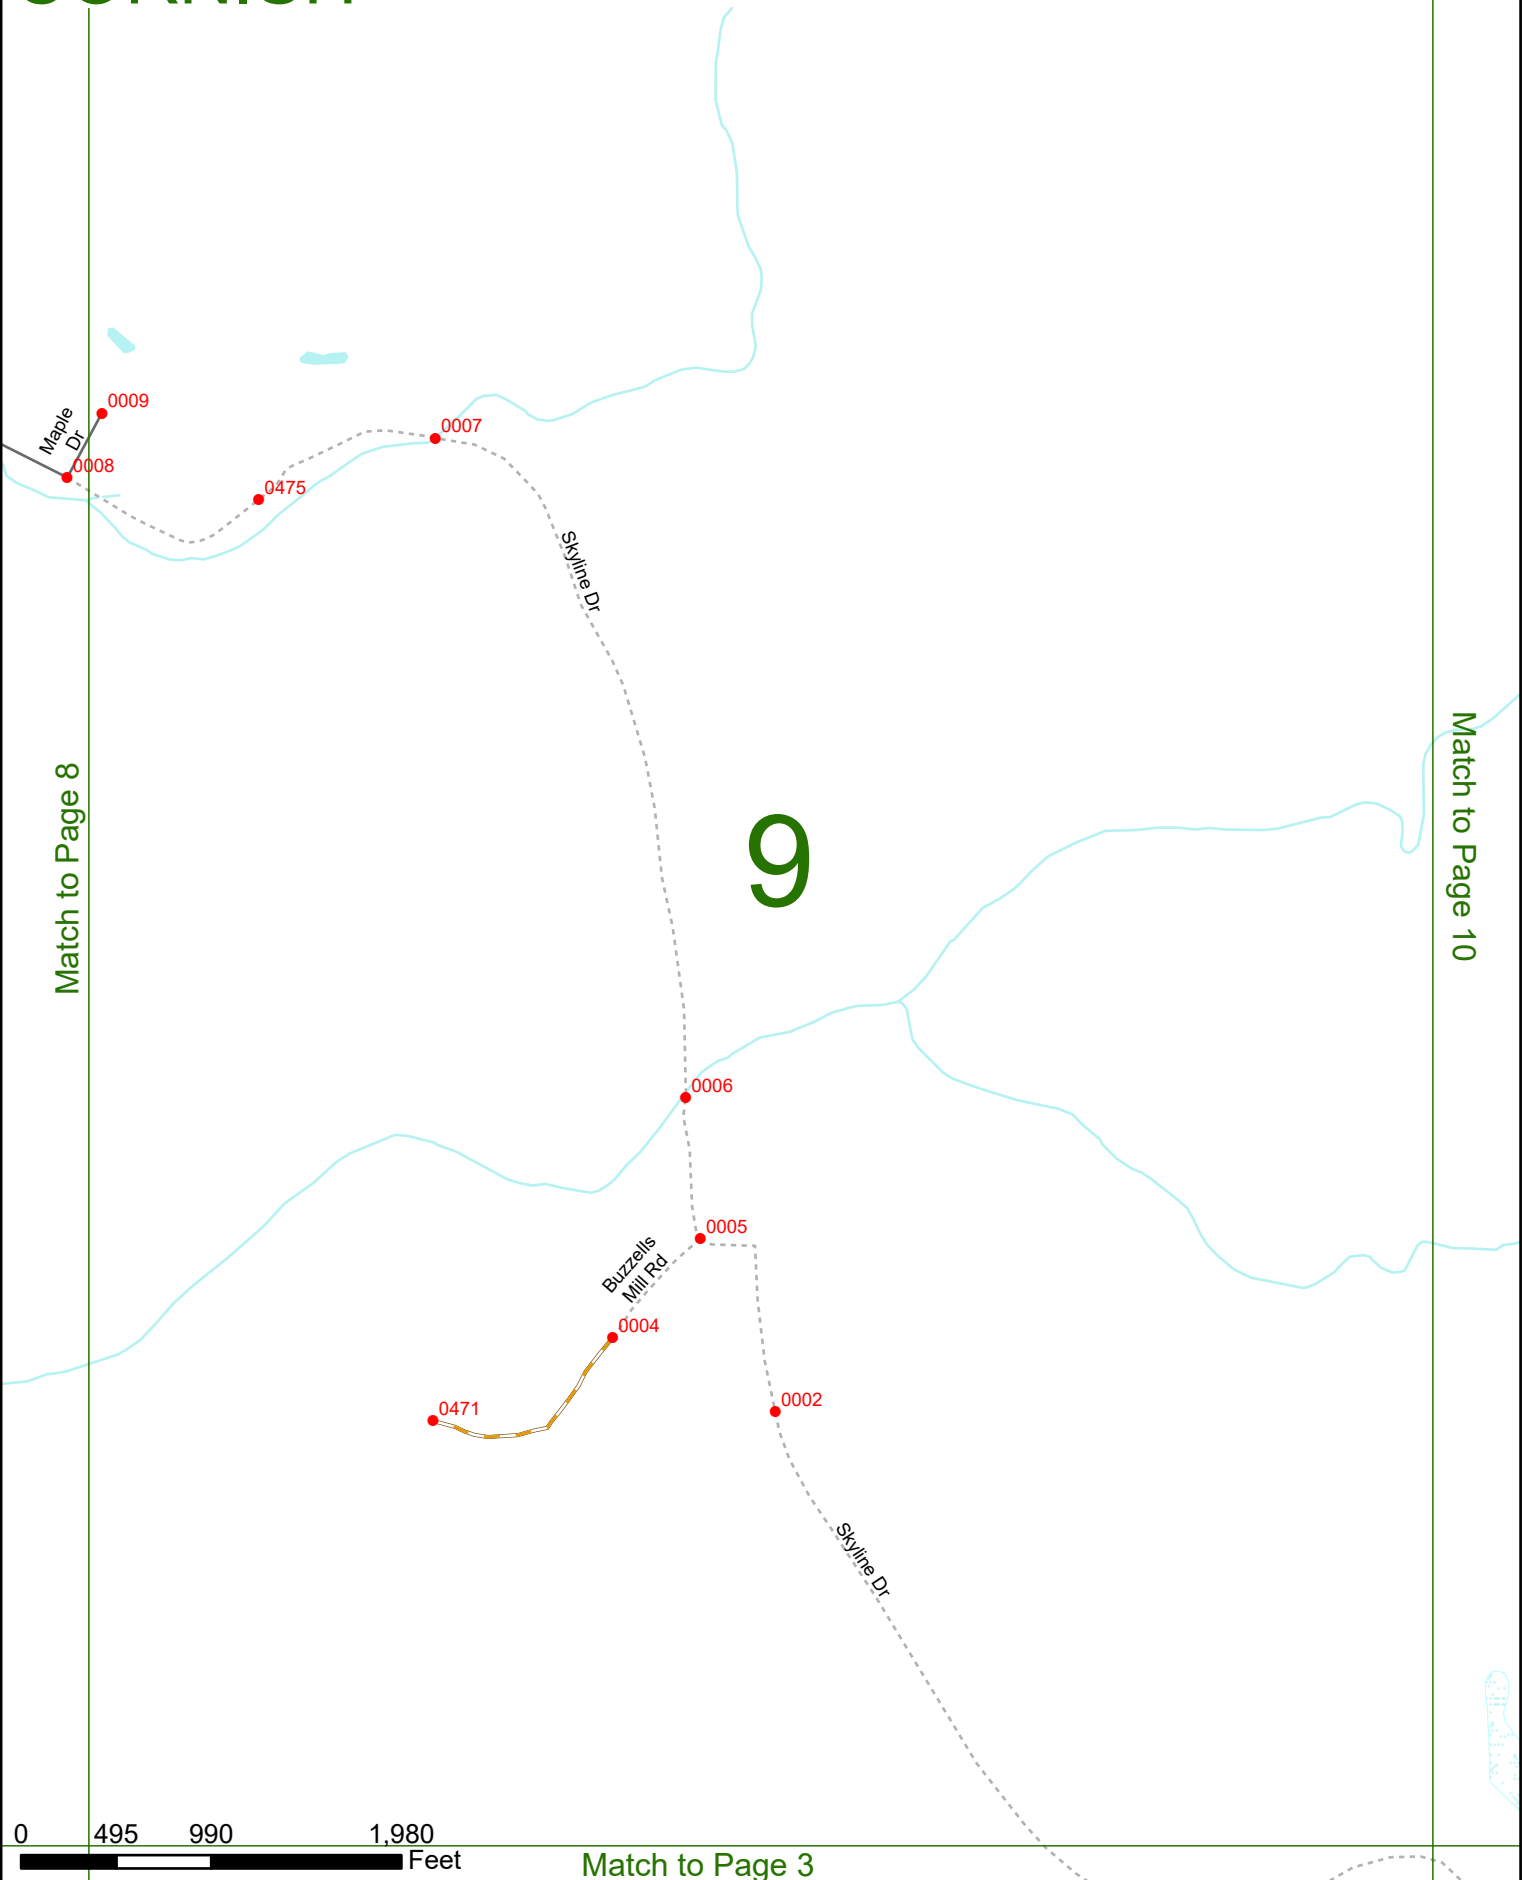 0009
Maple
Dr
0007
0008
0475
Skyline Dr
Match to Page 8
9
Match to Page 10
0006
0005
Buzzells
Mill Rd
0004
0471
0002
Skyline Dr
0 495 990 1,980
Feet
Match to Page 3